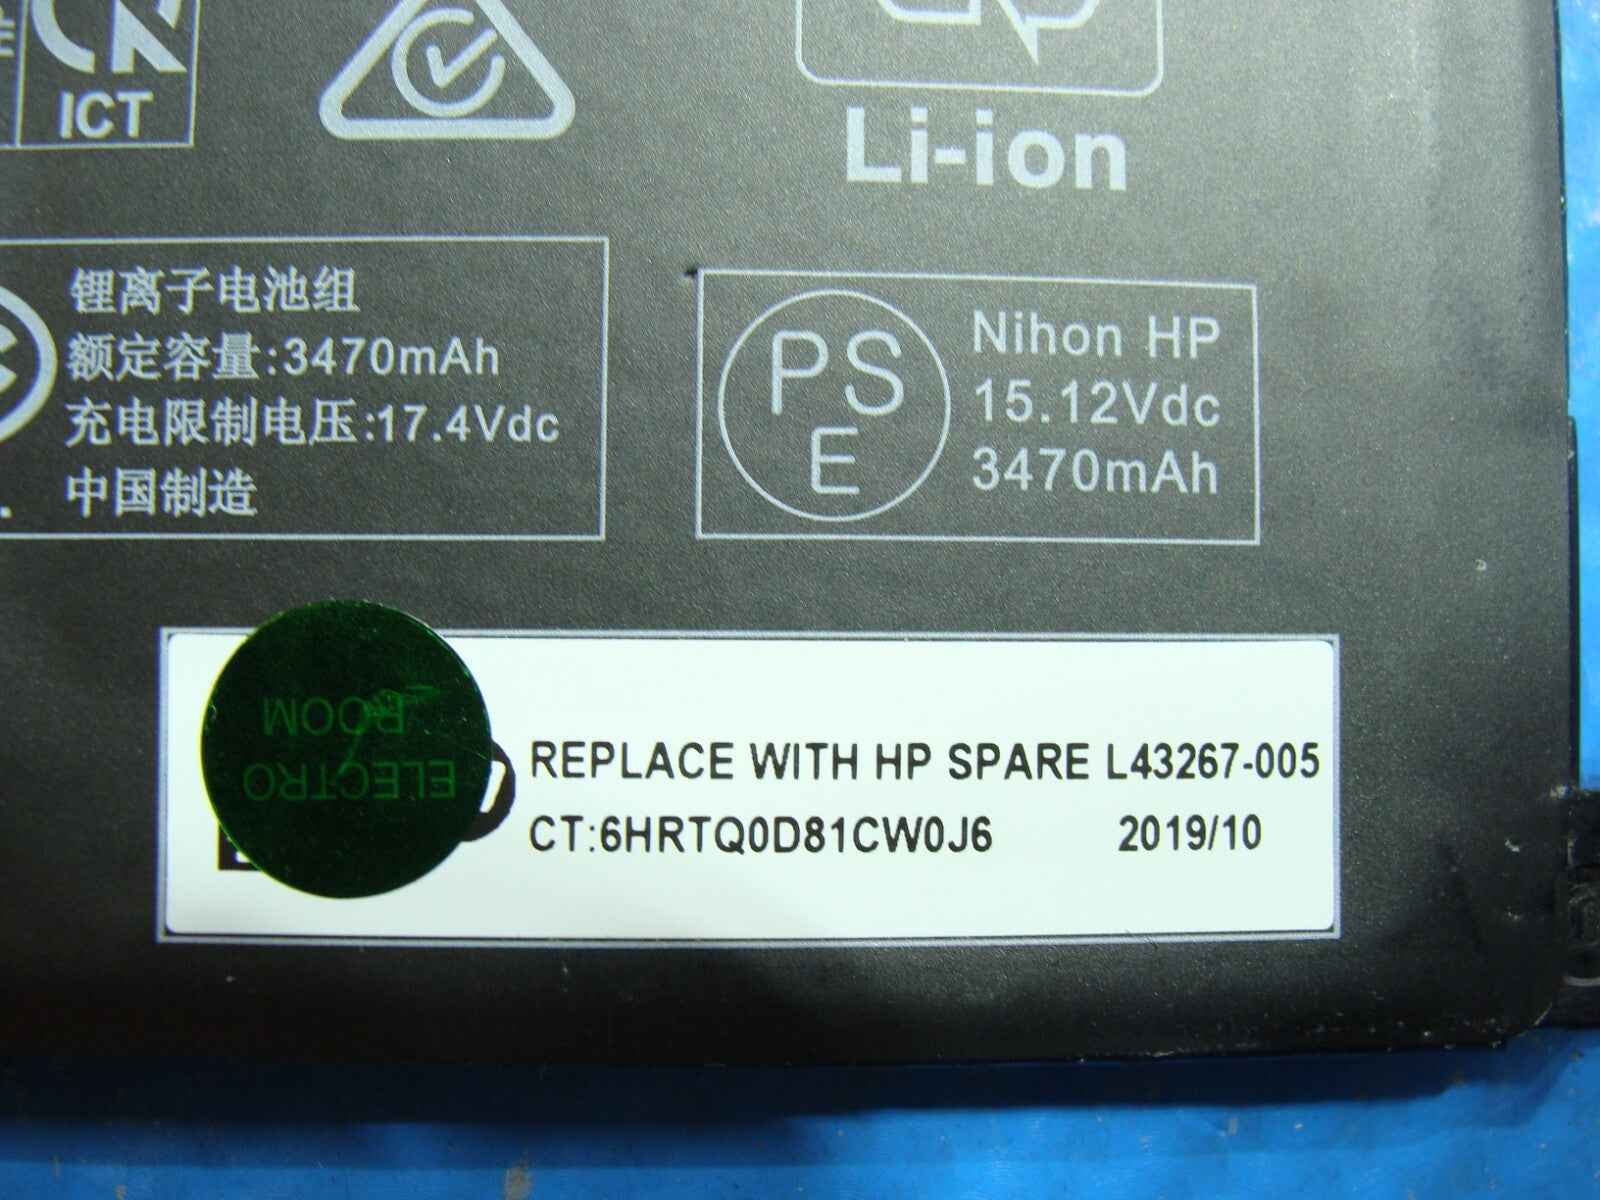 ICT
Li-ion
锂离子电池组
额定容量:3470mAh
充电限制电压:17.4Vdc
中国制造
PS
E
Nihon HP
15.12Vdc
3470mAh
ELECTRO
ROOM
REPLACE WITH HP SPARE L43267-005
CT:6HRTQ0D81CW0J6 2019/10